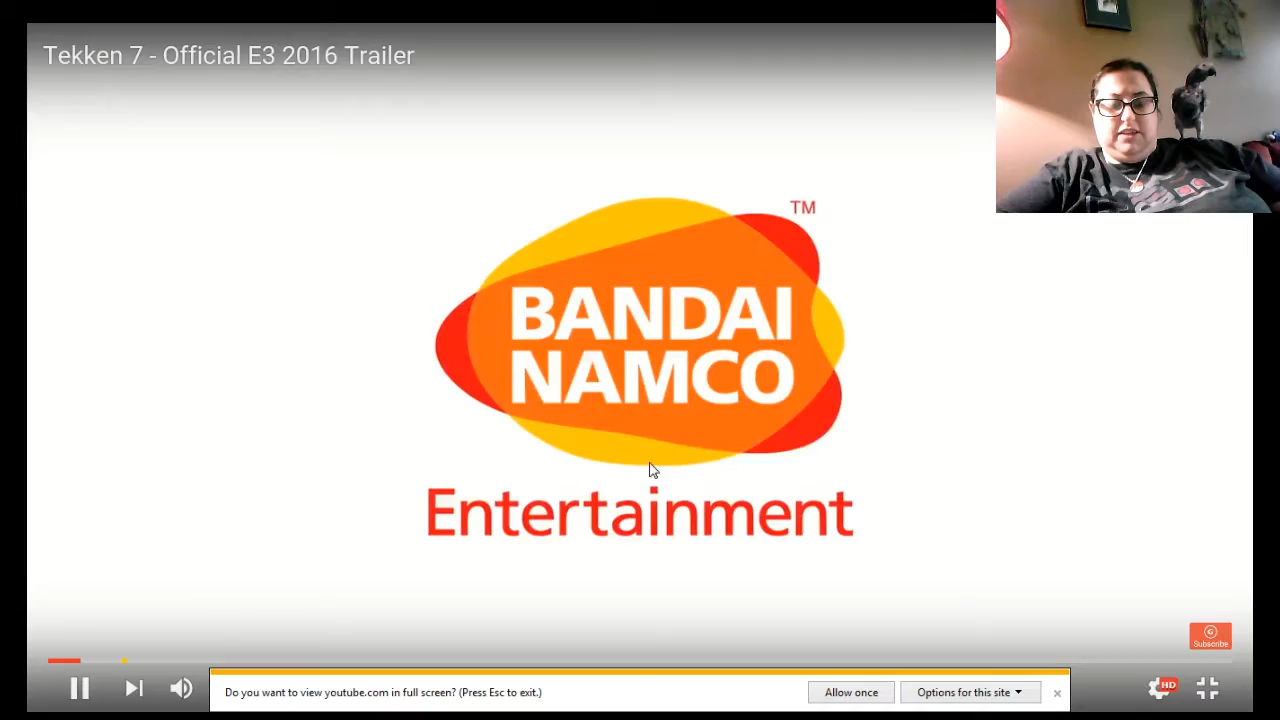 Tekken 7 - Official E3 2016 Trailer
TM
BANDAI
NAMCO
Entertainment
G
Subscribe
Do you want to view youtube.com in full screen? (Press Esc to exit.)
Allow once
Options for this site
×
HD